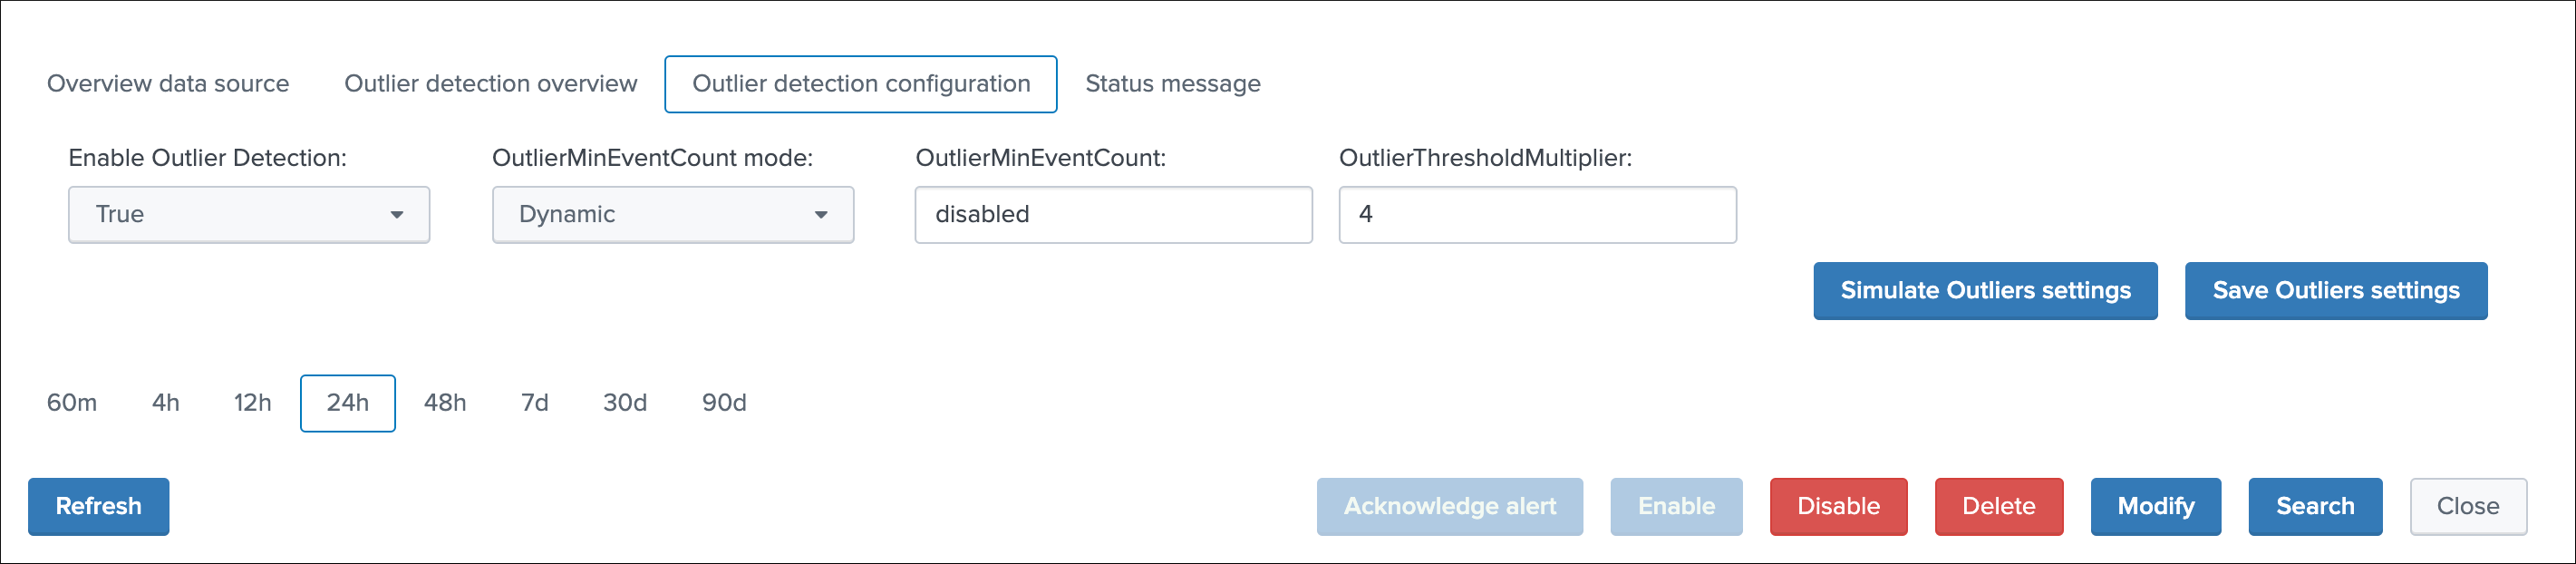 Overview data source Outlier detection overview Outlier detection configuration Status message
Enable Outlier Detection: OutlierMinEventCount mode: OutlierMinEventCount: OutlierThresholdMultiplier:
True Dynamic disabled 4
Simulate Outliers settings Save Outliers settings
60m 4h 12h 24h 48h 7d 30d 90d
Refresh Acknowledge alert Enable Disable Delete Modify Search Close